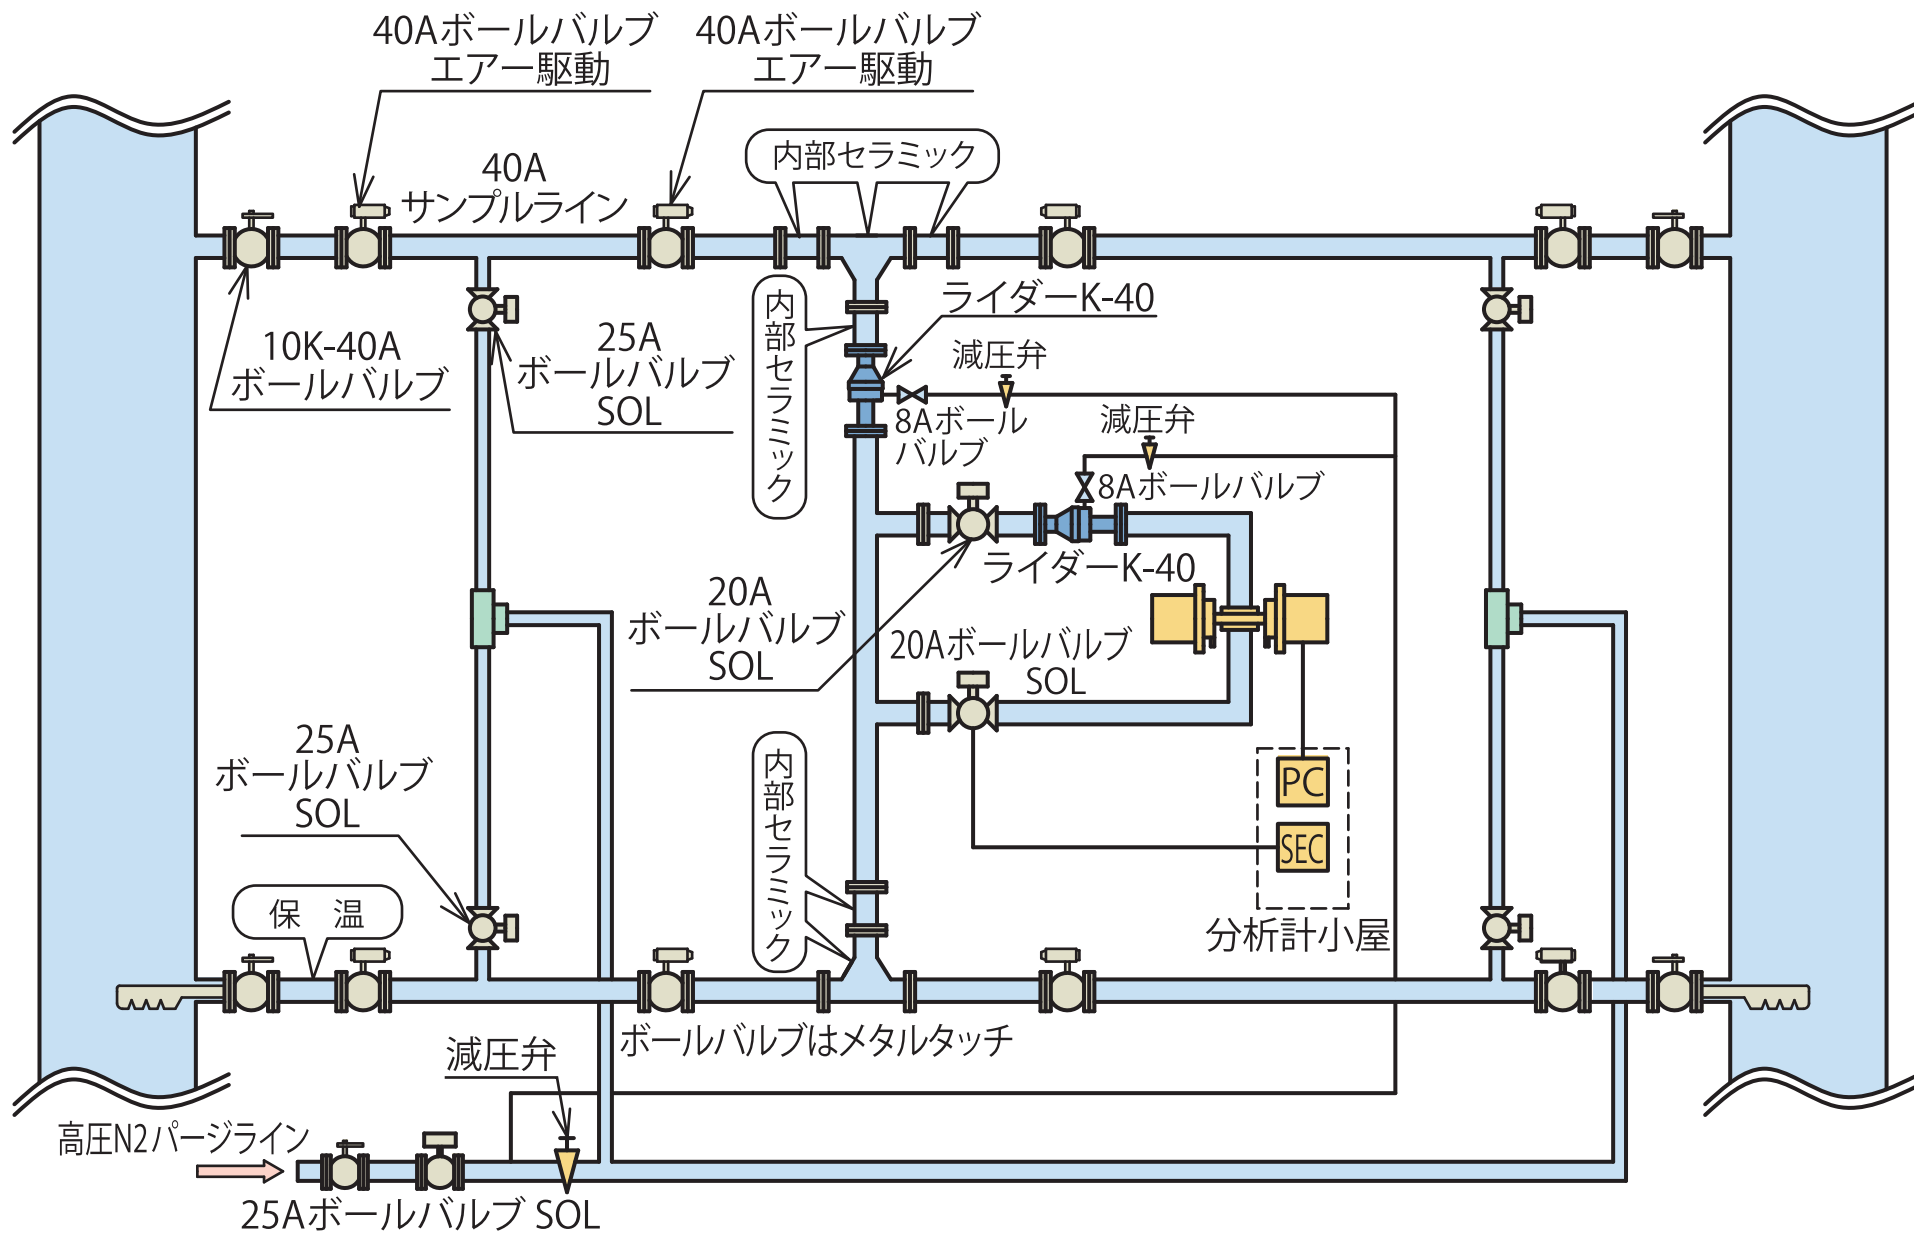 40Aボールバルブ
エアー駆動
40Aボールバルブ
エアー駆動
40A
サンプルライン
内部セラミック
10K-40A
ボールバルブ
25A
ボールバルブ
SOL
内部セラミック
ライダーK-40
減圧弁
8Aボール
バルブ
減圧弁
8Aボールバルブ
ライダーK-40
20A
ボールバルブ
SOL
20Aボールバルブ
SOL
25A
ボールバルブ
SOL
内部セラミック
PC
SEC
分析計小屋
保 温
ボールバルブはメタルタッチ
減圧弁
高圧N2パージライン
25Aボールバルブ SOL